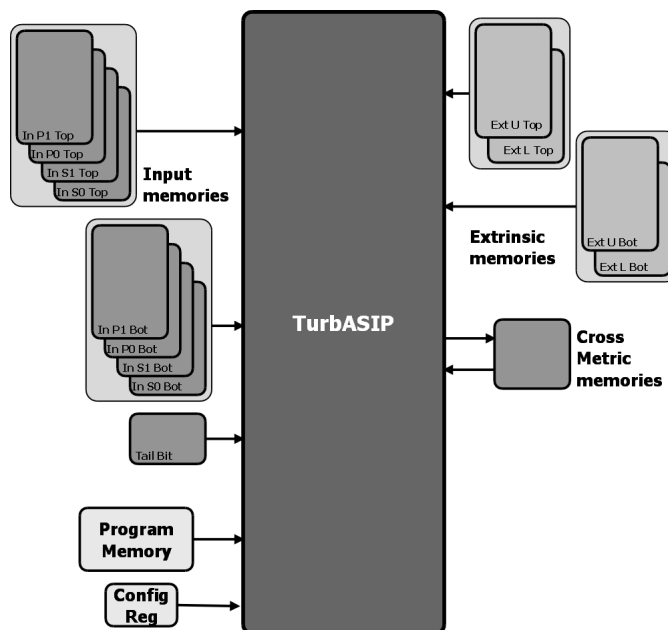 In P1 Top
In P0 Top
In S1 Top
In S0 Top
Input
memories
In P1 Bot
In P0 Bot
In S1 Bot
In S0 Bot
Tail Bit
Program
Memory
Config
Reg
TurbASIP
Ext U Top
Ext L Top
Ext U Bot
Ext L Bot
Extrinsic
memories
Cross
Metric
memories